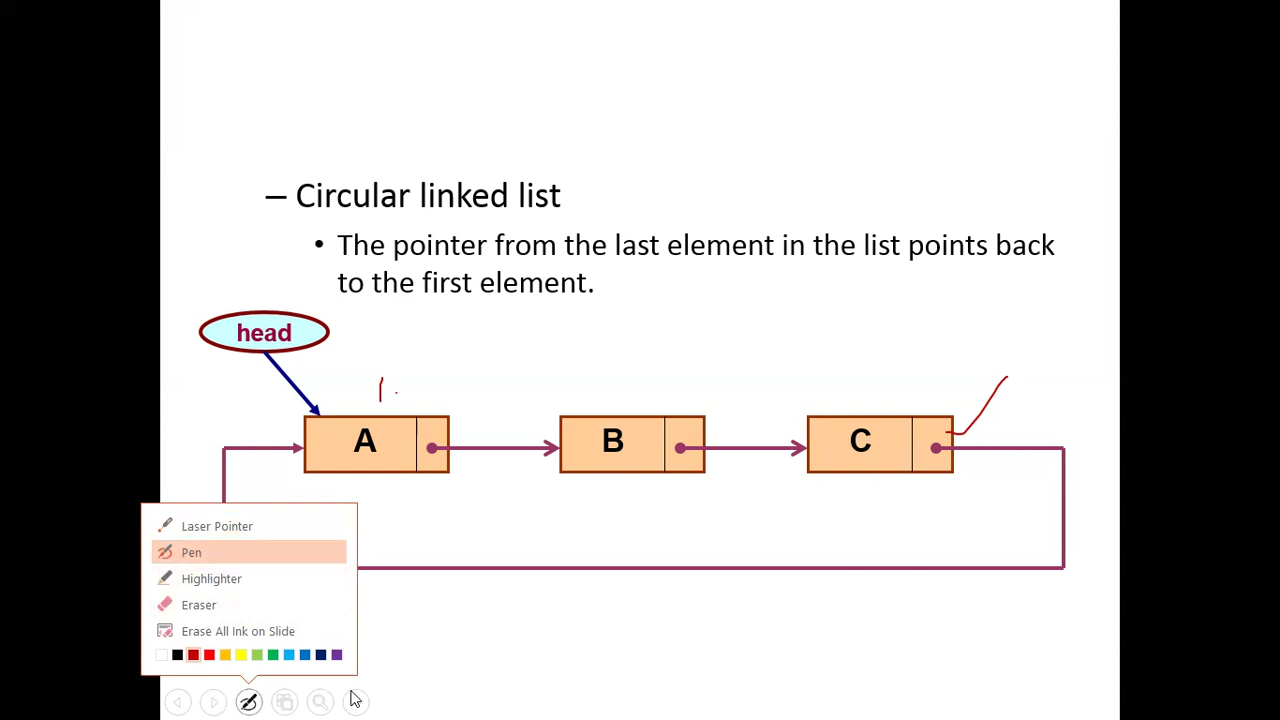 – Circular linked list
• The pointer from the last element in the list points back
to the first element.
head
A B C
Laser Pointer
Pen
Highlighter
Eraser
Erase All Ink on Slide